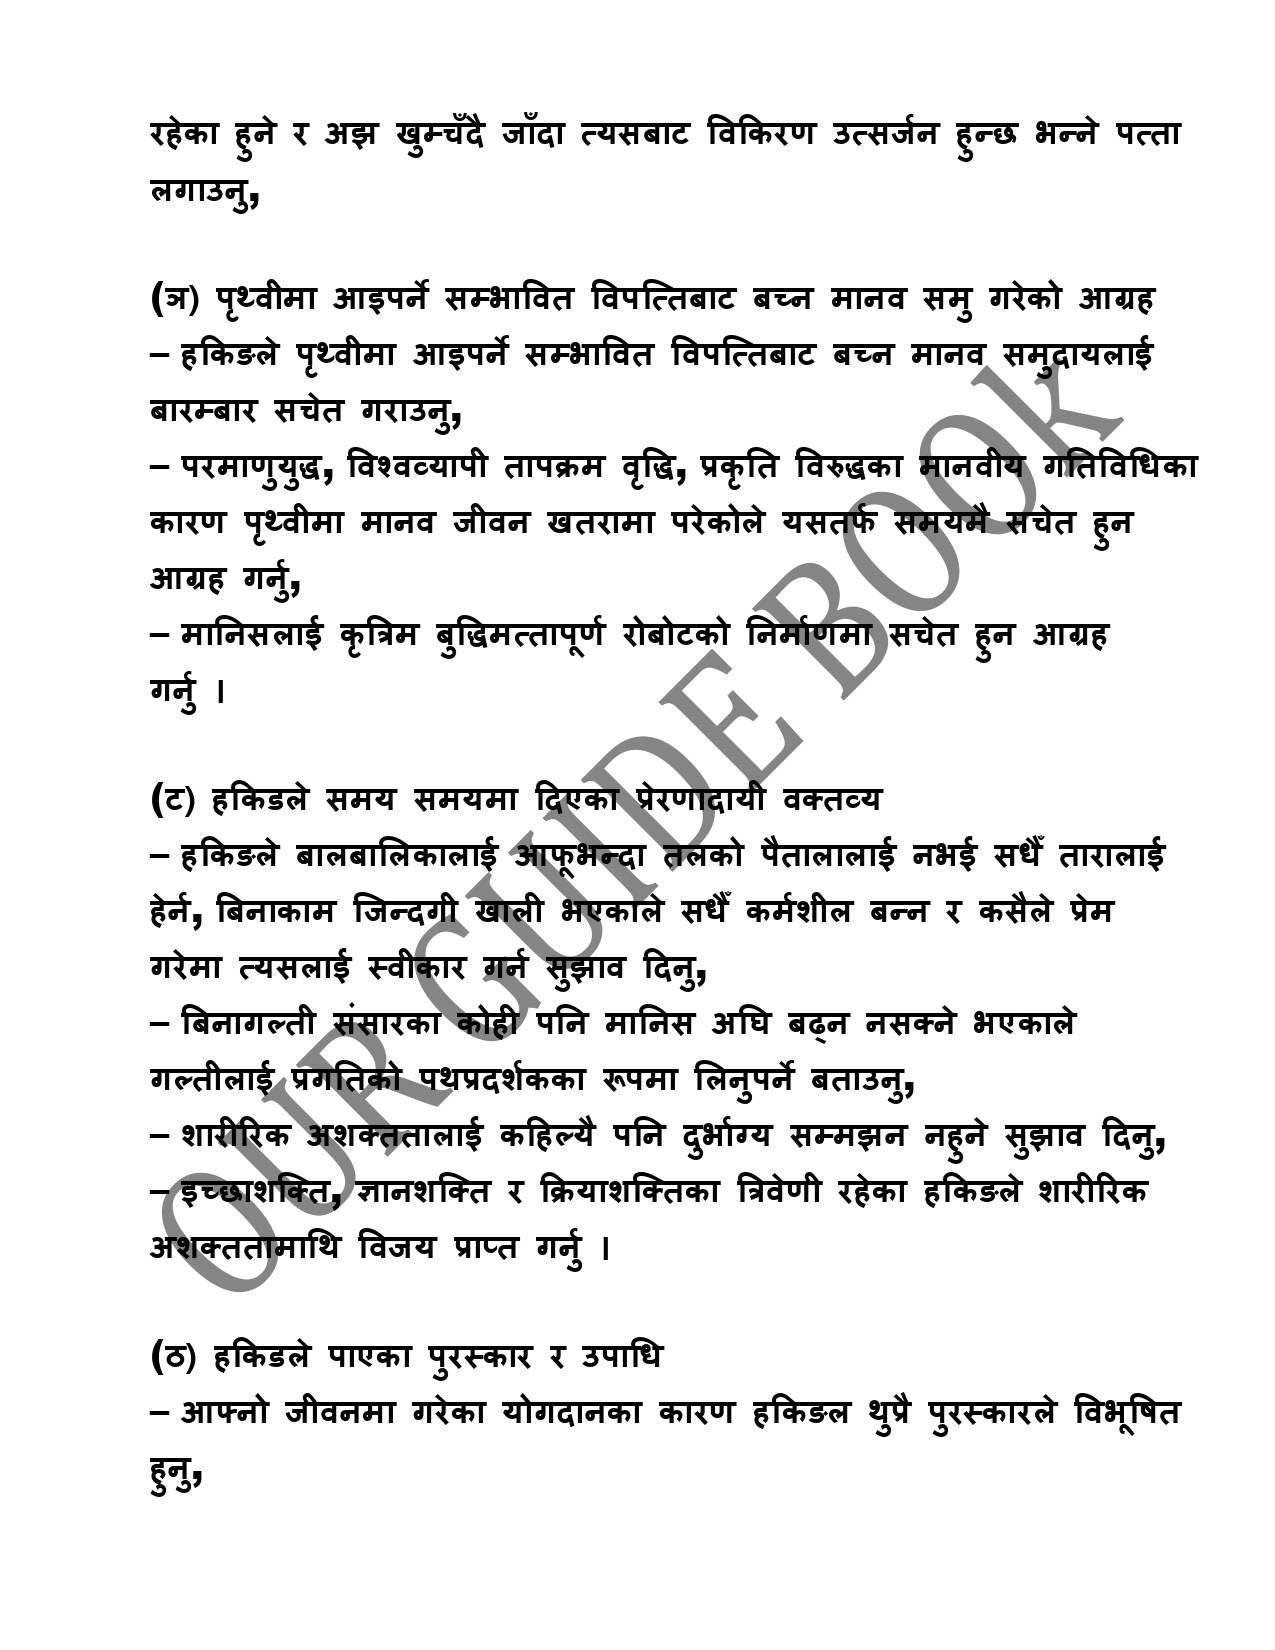 रहेका हुने र अझ खुम्चँदै जाँदा त्यसबाट विकिरण उत्सर्जन हुन्छ भन्ने पत्ता
लगाउनु,
(ञ) पृथ्वीमा आइपर्ने सम्भावित विपत्तिबाट बच्न मानव समु गरेको आग्रह
– हकिङले पृथ्वीमा आइपर्ने सम्भावित विपत्तिबाट बच्न मानव समुदायलाई
बारम्बार सचेत गराउनु,
– परमाणुयुद्ध, विश्वव्यापी तापक्रम वृद्धि, प्रकृति विरुद्धका मानवीय गतिविधिका
कारण पृथ्वीमा मानव जीवन खतरामा परेकोले यसतर्फ समयमै सचेत हुन
आग्रह गर्नु,
– मानिसलाई कृत्रिम बुद्धिमत्तापूर्ण रोबोटको निर्माणमा सचेत हुन आग्रह
गर्नु ।
(ट) हकिडले समय समयमा दिएका प्रेरणादायी वक्तव्य
– हकिङले बालबालिकालाई आफूभन्दा तलको पैतालालाई नभई सधैँ तारालाई
हेर्न, बिनाकाम जिन्दगी खाली भएकाले सधैँ कर्मशील बन्न र कसैले प्रेम
गरेमा त्यसलाई स्वीकार गर्न सुझाव दिनु,
– बिनागल्ती संसारका कोही पनि मानिस अघि बढ्न नसक्ने भएकाले
गल्तीलाई प्रगतिको पथप्रदर्शकका रूपमा लिनुपर्ने बताउनु,
– शारीरिक अशक्ततालाई कहिल्यै पनि दुर्भाग्य सम्मझन नहुने सुझाव दिनु,
– इच्छाशक्ति, ज्ञानशक्ति र क्रियाशक्तिका त्रिवेणी रहेका हकिङले शारीरिक
अशक्ततामाथि विजय प्राप्त गर्नु ।
(ठ) हकिडले पाएका पुरस्कार र उपाधि
– आफ्नो जीवनमा गरेका योगदानका कारण हकिङल थुप्रै पुरस्कारले विभूषित
हुनु,
OUR GUIDE BOOK